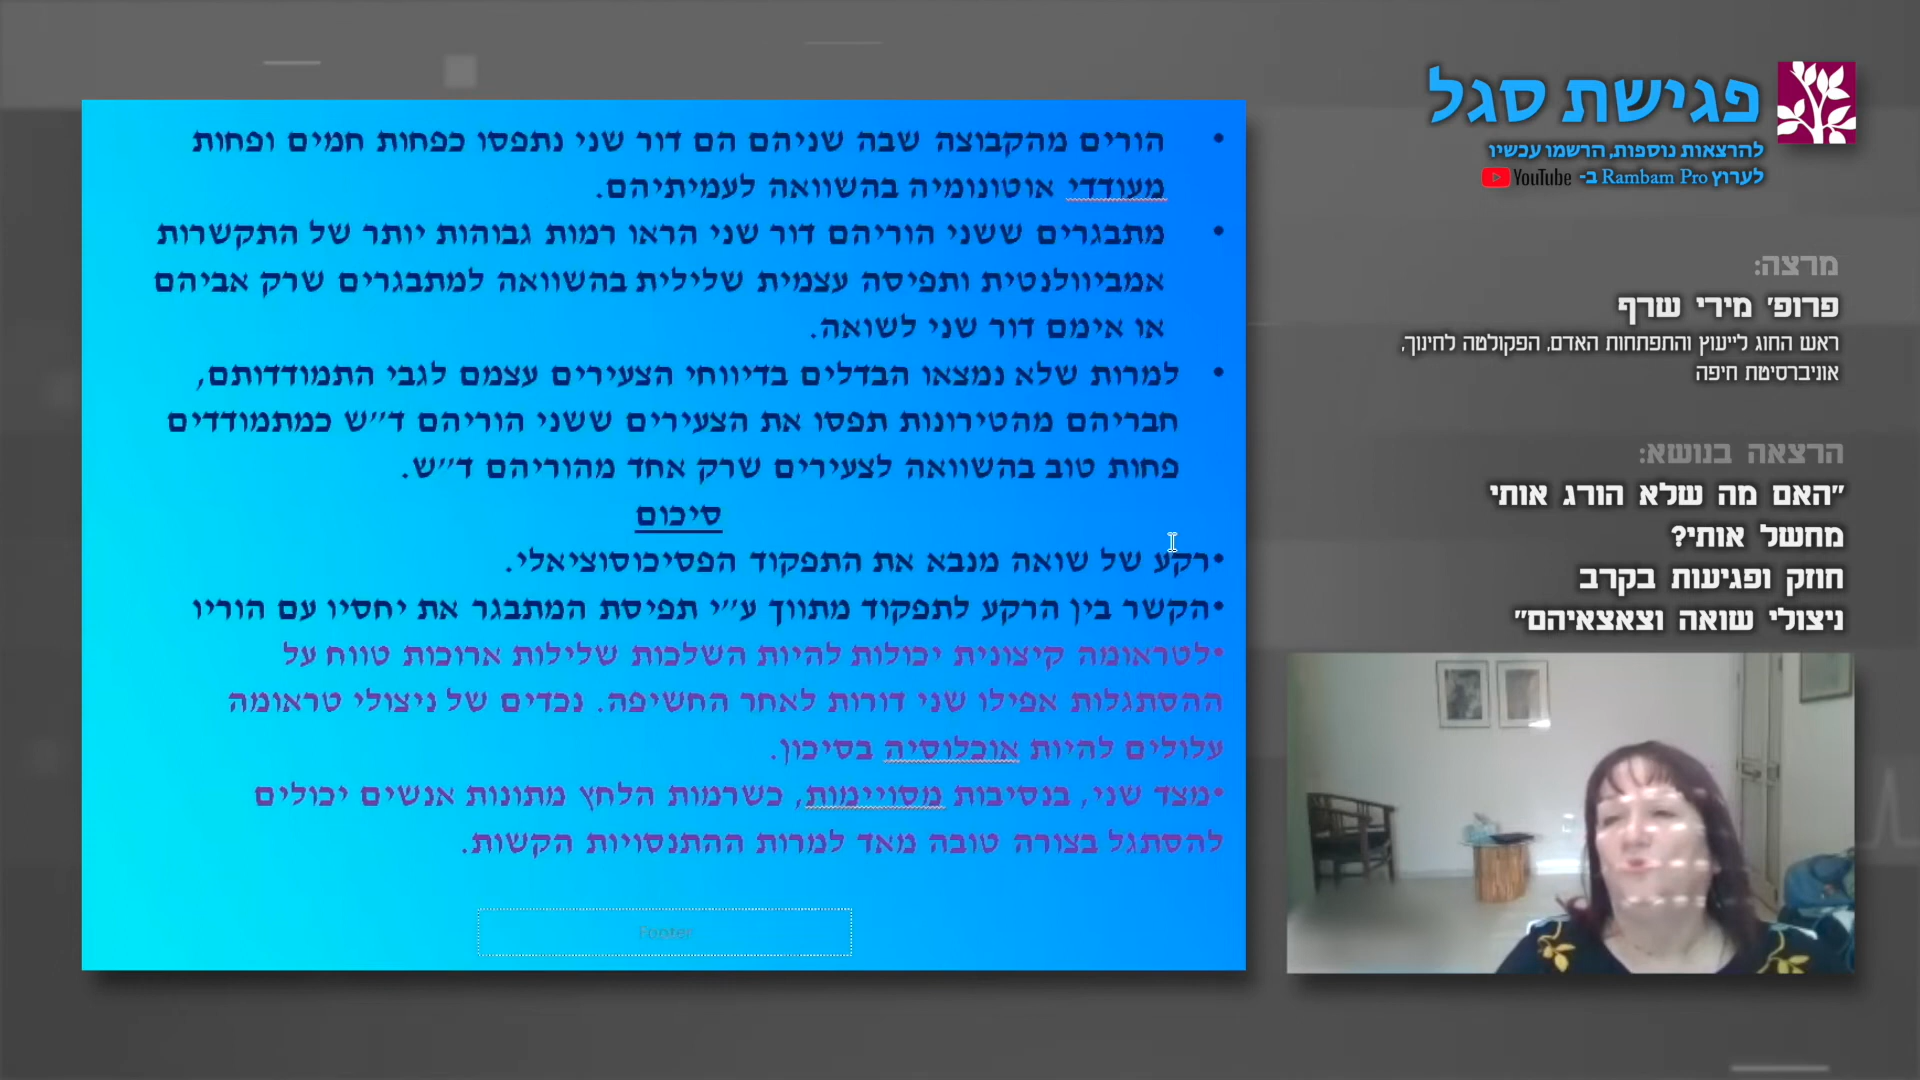 הורים מהקבוצה שבה שניהם הם דור שני נתפסו כפחות חמים ופחות
מעודדי אוטונומיה בהשוואה לעמיתיהם.
מתבגרים ששני הוריהם דור שני הראו רמות גבוהות יותר של התקשרות
אמביוולנטית ותפיסה עצמית שלילית בהשוואה למתבגרים שרק אביהם
או אימם דור שני לשואה.
למרות שלא נמצאו הבדלים בדיווחי הצעירים עצמם לגבי התמודדותם,
חבריהם מהטירונות תפסו את הצעירים ששני הוריהם ד״ש כמתמודדים
פחות טוב בהשוואה לצעירים שרק אחד מהוריהם ד״ש.
סיכום
•רקע של שואה מנבא את התפקוד הפסיכוסוציאלי.
•הקשר בין הרקע לתפקוד מתווך ע״י תפיסת המתבגר את יחסיו עם הוריו
•לטראומה קיצונית יכולות להיות השלכות שלילות ארוכות טווח על
ההסתגלות אפילו שני דורות לאחר החשיפה. נכדים של ניצולי טראומה
עלולים להיות אוכלוסיה בסיכון.
•מצד שני, בנסיבות מסויימות, כשרמות הלחץ מתונות אנשים יכולים
להסתגל בצורה טובה מאד למרות ההתנסויות הקשות.
Footer
פגישת סגל
להרצאות נוספות, הרשמו עכשיו
לערוץ Rambam Pro ב- YouTube
מרצה:
פרופ' מירי שרף
ראש החוג לייעוץ והתפתחות האדם, הפקולטה לחינוך,
אוניברסיטת חיפה
הרצאה בנושא:
"האם מה שלא הורג אותי
מחשל אותי?
חוזק ופגיעות בקרב
ניצולי שואה וצאצאיהם"